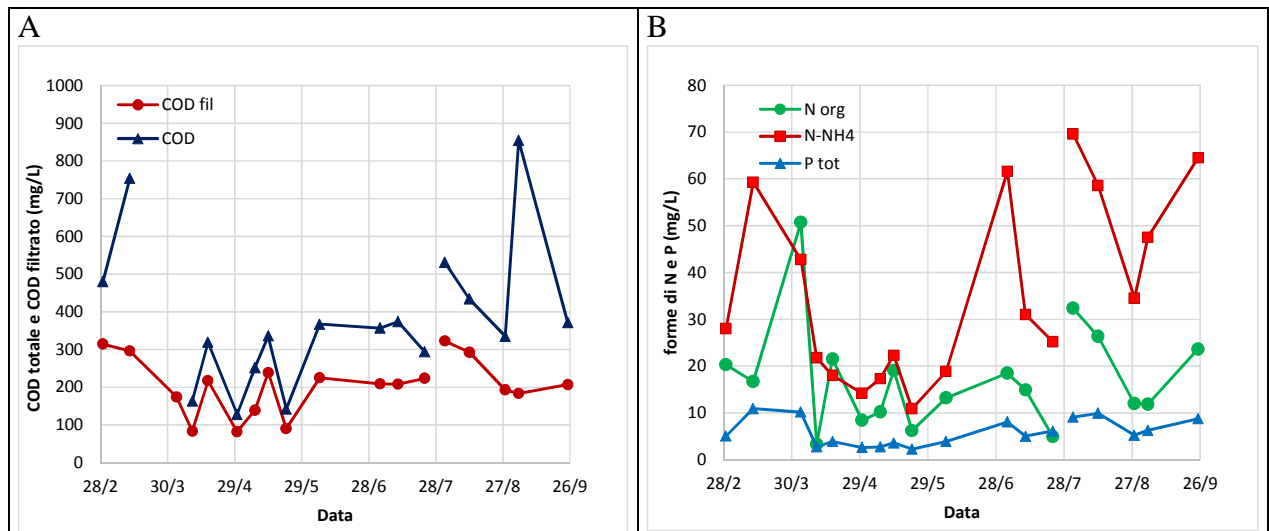 A
COD totale e COD filtrato (mg/L)
1000
900
800
700
600
500
400
300
200
100
0
COD fil
COD
28/2 30/3 29/4 29/5 28/6 28/7 27/8 26/9
Data
B
forme di N e P (mg/L)
80
70
60
50
40
30
20
10
0
N org
N-NH4
P tot
28/2 30/3 29/4 29/5 28/6 28/7 27/8 26/9
Data